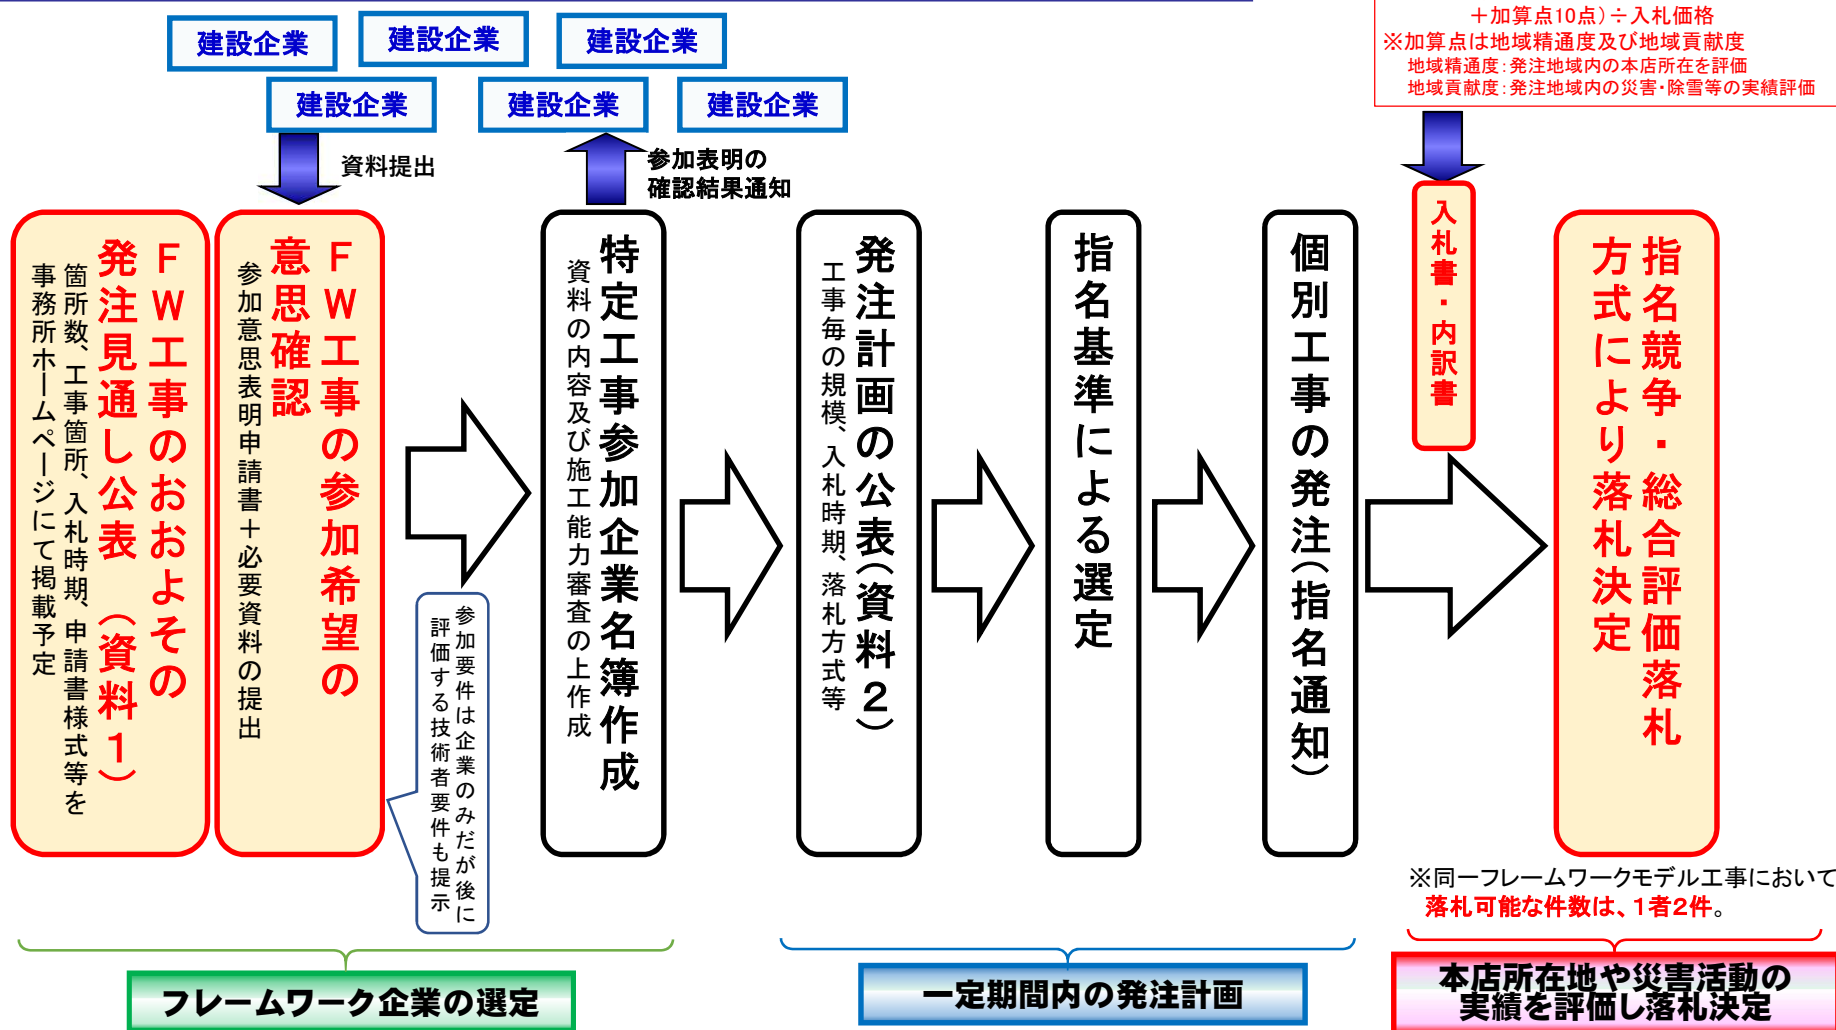 建設企業
建設企業
建設企業
建設企業
建設企業
建設企業
資料提出
参加表明の
確認結果通知
+加算点10点)÷入札価格
※加算点は地域精通度及び地域貢献度
地域精通度:発注地域内の本店所在を評価
地域貢献度:発注地域内の災害・除雪等の実績評価
FW工事のおおよその
発注見通し公表(資料1)
箇所数、工事箇所、入札時期、申請書様式等を
事務所ホームページにて掲載予定
FW工事の参加希望の
意思確認
参加意思表明申請書+必要資料の提出
参加要件は企業のみだが後に
評価する技術者要件も提示
特定工事参加企業名簿作成
資料の内容及び施工能力審査の上作成
発注計画の公表(資料2)
工事毎の規模、入札時期、落札方式等
指名基準による選定
個別工事の発注(指名通知)
入札書・内訳書
指名競争・総合評価落札
方式により落札決定
※同一フレームワークモデル工事において
落札可能な件数は、1者2件。
フレームワーク企業の選定
一定期間内の発注計画
本店所在地や災害活動の
実績を評価し落札決定